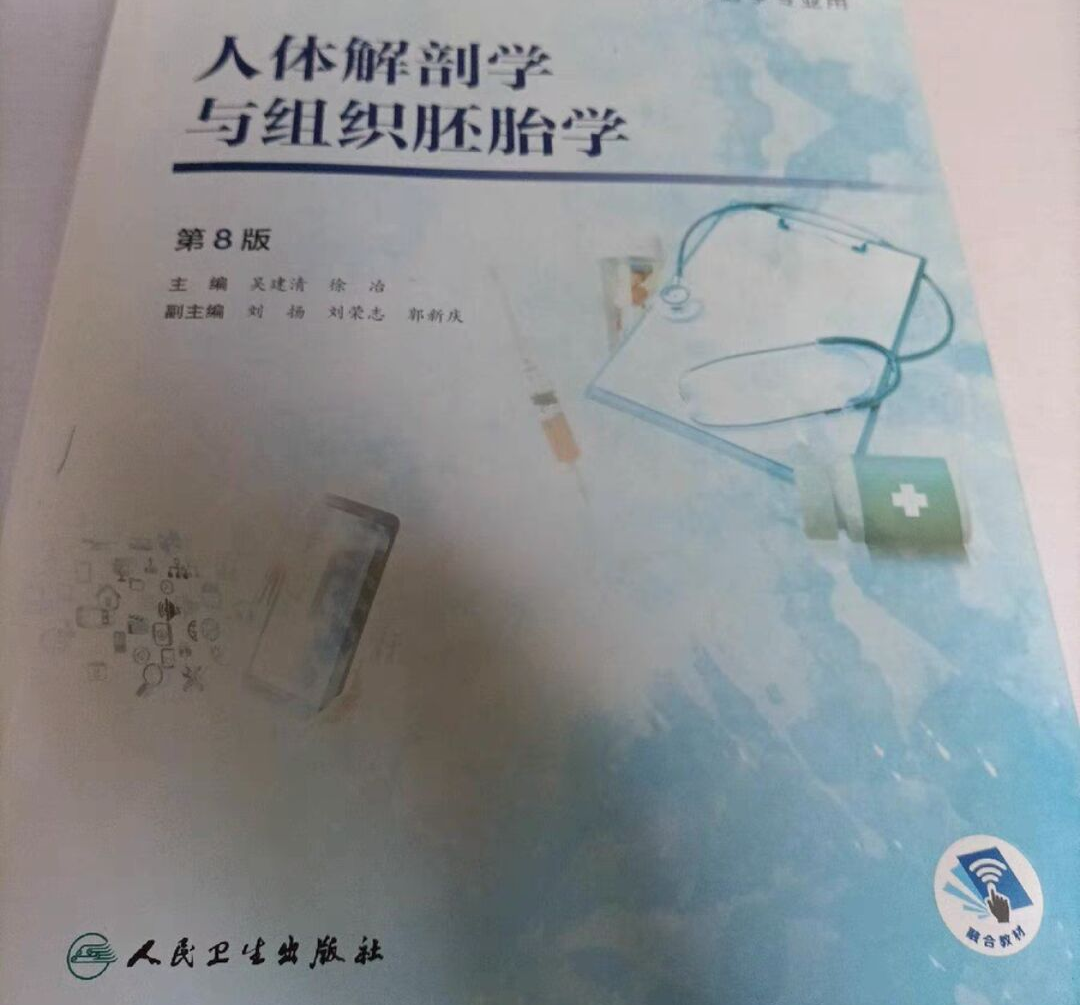 人体解剖学
与组织胚胎学
第8版
主 编 吴建清 徐 冶
副主编 刘 扬 刘荣志 郭新庆
融合教材
人民卫生出版社